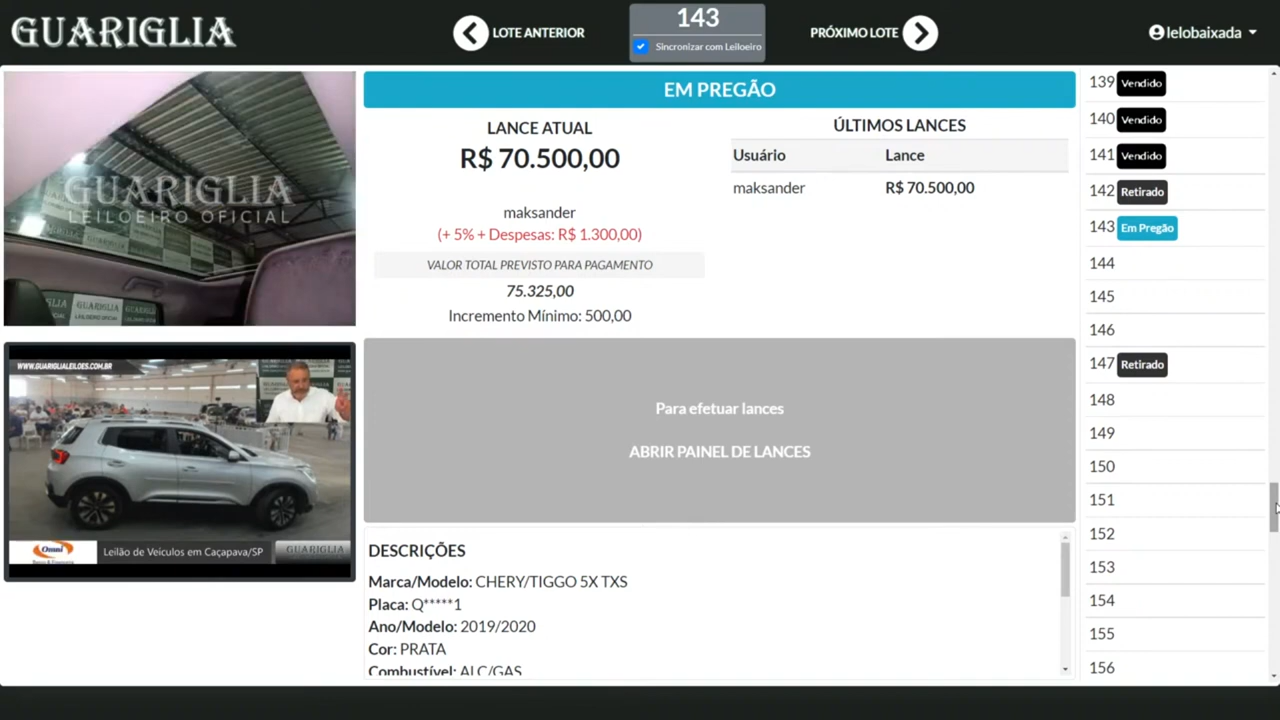 GUARIGLIA
LOTE ANTERIOR
143
Sincronizar com Leiloeiro
PRÓXIMO LOTE
lelobaixada
GUARIGLIA
LEILOEIRO OFICIAL
GUARIGLIA
WWW.GUARIGLIALEILOES.COM.BR
Omni
Leilão de Veiculos em Caçapava/SP
GUARIGLIA
EM PREGÃO
LANCE ATUAL
R$ 70.500,00
maksander
(+ 5% + Despesas: R$ 1.300,00)
VALOR TOTAL PREVISTO PARA PAGAMENTO
75.325,00
Incremento Mínimo: 500,00
ÚLTIMOS LANCES
Usuário Lance
maksander R$ 70.500,00
Para efetuar lances
ABRIR PAINEL DE LANCES
DESCRIÇÕES
Marca/Modelo: CHERY/TIGGO 5X TXS
Placa: Q*****1
Ano/Modelo: 2019/2020
Cor: PRATA
Combustível: ALC/GAS
139 Vendido
140 Vendido
141 Vendido
142 Retirado
143 Em Pregão
144
145
146
147 Retirado
148
149
150
151
152
153
154
155
156